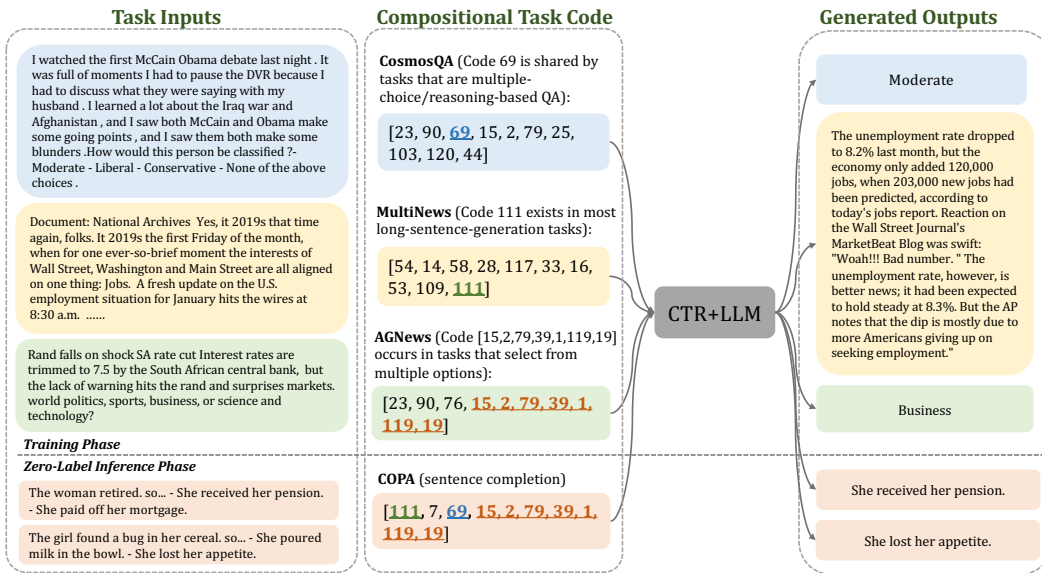 Task Inputs
I watched the first McCain Obama debate last night . It
was full of moments I had to pause the DVR because I
had to discuss what they were saying with my
husband . I learned a lot about the Iraq war and
Afghanistan , and I saw both McCain and Obama make
some going points , and I saw them both make some
blunders .How would this person be classified ?-
Moderate - Liberal - Conservative - None of the above
choices .
Document: National Archives  Yes, it 2019s that time
again, folks. It 2019s the first Friday of the month,
when for one ever-so-brief moment the interests of
Wall Street, Washington and Main Street are all aligned
on one thing: Jobs.  A fresh update on the U.S.
employment situation for January hits the wires at
8:30 a.m.  ......
Rand falls on shock SA rate cut Interest rates are
trimmed to 7.5 by the South African central bank,  but
the lack of warning hits the rand and surprises markets.
world politics, sports, business, or science and
technology?
Training Phase
Zero-Label Inference Phase
The woman retired. so... - She received her pension.
- She paid off her mortgage.
The girl found a bug in her cereal. so... - She poured
milk in the bowl. - She lost her appetite.
Compositional Task Code
CosmosQA (Code 69 is shared by
tasks that are multiple-
choice/reasoning-based QA):
[23, 90, 69, 15, 2, 79, 25,
103, 120, 44]
MultiNews (Code 111 exists in most
long-sentence-generation tasks):
[54, 14, 58, 28, 117, 33, 16,
53, 109, 111]
AGNews (Code [15,2,79,39,1,119,19]
occurs in tasks that select from
multiple options):
[23, 90, 76, 15, 2, 79, 39, 1,
119, 19]
COPA (sentence completion)
[111, 7, 69, 15, 2, 79, 39, 1,
119, 19]
CTR+LLM
Generated Outputs
Moderate
The unemployment rate dropped
to 8.2% last month, but the
economy only added 120,000
jobs, when 203,000 new jobs had
been predicted, according to
today's jobs report. Reaction on
the Wall Street Journal's
MarketBeat Blog was swift:
"Woah!!! Bad number. " The
unemployment rate, however, is
better news; it had been expected
to hold steady at 8.3%. But the AP
notes that the dip is mostly due to
more Americans giving up on
seeking employment."
Business
She received her pension.
She lost her appetite.